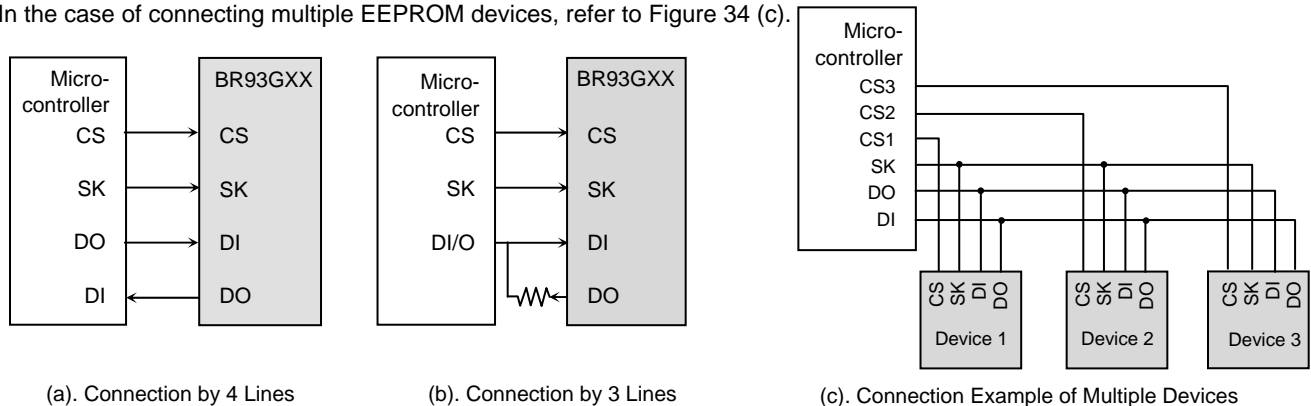 In the case of connecting multiple EEPROM devices, refer to Figure 34 (c).
Micro-
controller
CS
SK
DO
DI
BR93GXX
CS
SK
DI
DO
(a). Connection by 4 Lines
Micro-
controller
CS
SK
DI/O
BR93GXX
CS
SK
DI
DO
(b). Connection by 3 Lines
Micro-
controller
CS3
CS2
CS1
SK
DO
DI
CS
SK
DI
DO
Device 1
CS
SK
DI
DO
Device 2
CS
SK
DI
DO
Device 3
(c). Connection Example of Multiple Devices